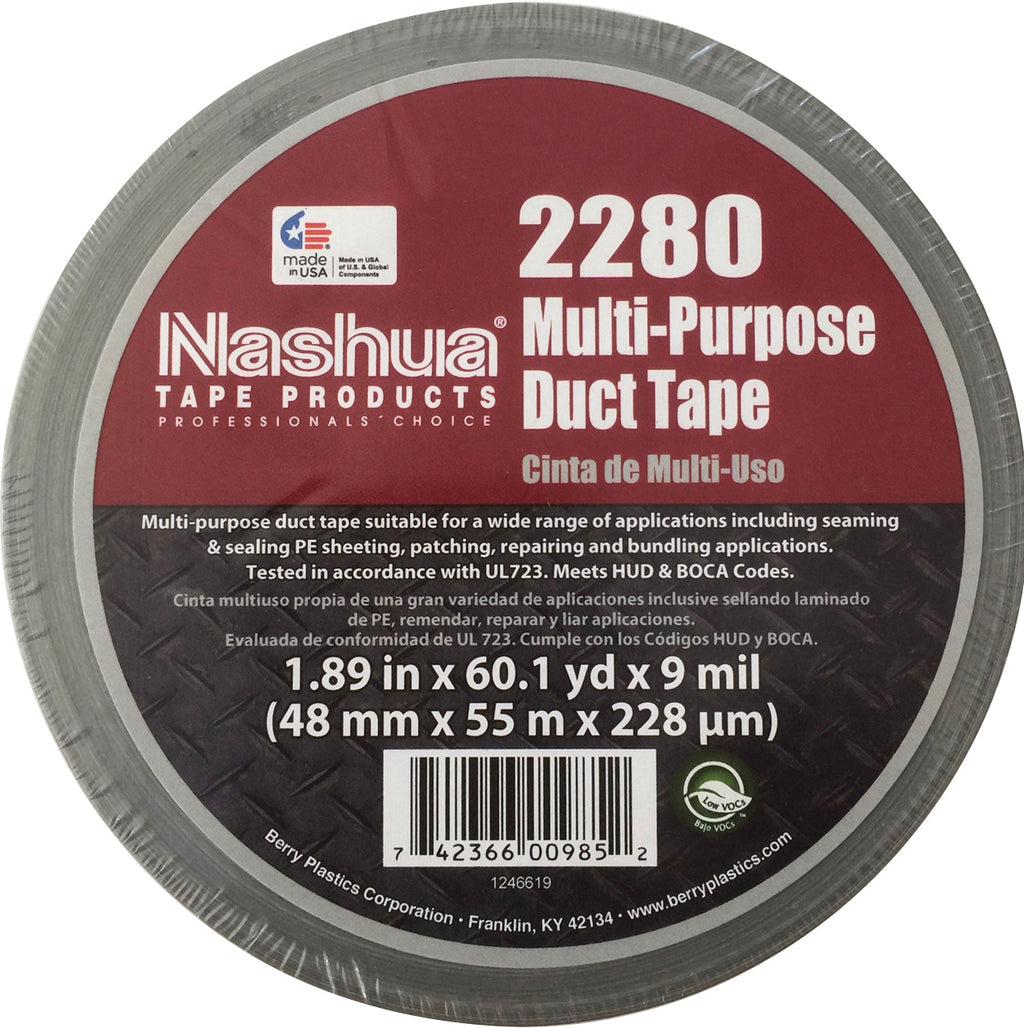 made
in USA
Made in USA
of U.S. & Global
Components
Nashua®
TAPE PRODUCTS
PROFESSIONALS´ CHOICE
2280
Multi-Purpose
Duct Tape
Cinta de Multi-Uso
Multi-purpose duct tape suitable for a wide range of applications including seaming
& sealing PE sheeting, patching, repairing and bundling applications.
Tested in accordance with UL723. Meets HUD & BOCA Codes.
Cinta multiuso propia de una gran variedad de aplicaciones inclusive sellando laminado
de PE, remendar, reparar y liar aplicaciones.
Evaluada de conformidad de UL 723. Cumple con los Códigos HUD y BOCA.
1.89 in x 60.1 yd x 9 mil
(48 mm x 55 m x 228 µm)
7 42366 00985 2
1246619
Low VOCs
Bajo VOCs ™
Berry Plastics Corporation • Franklin, KY 42134 • www.berryplastics.com